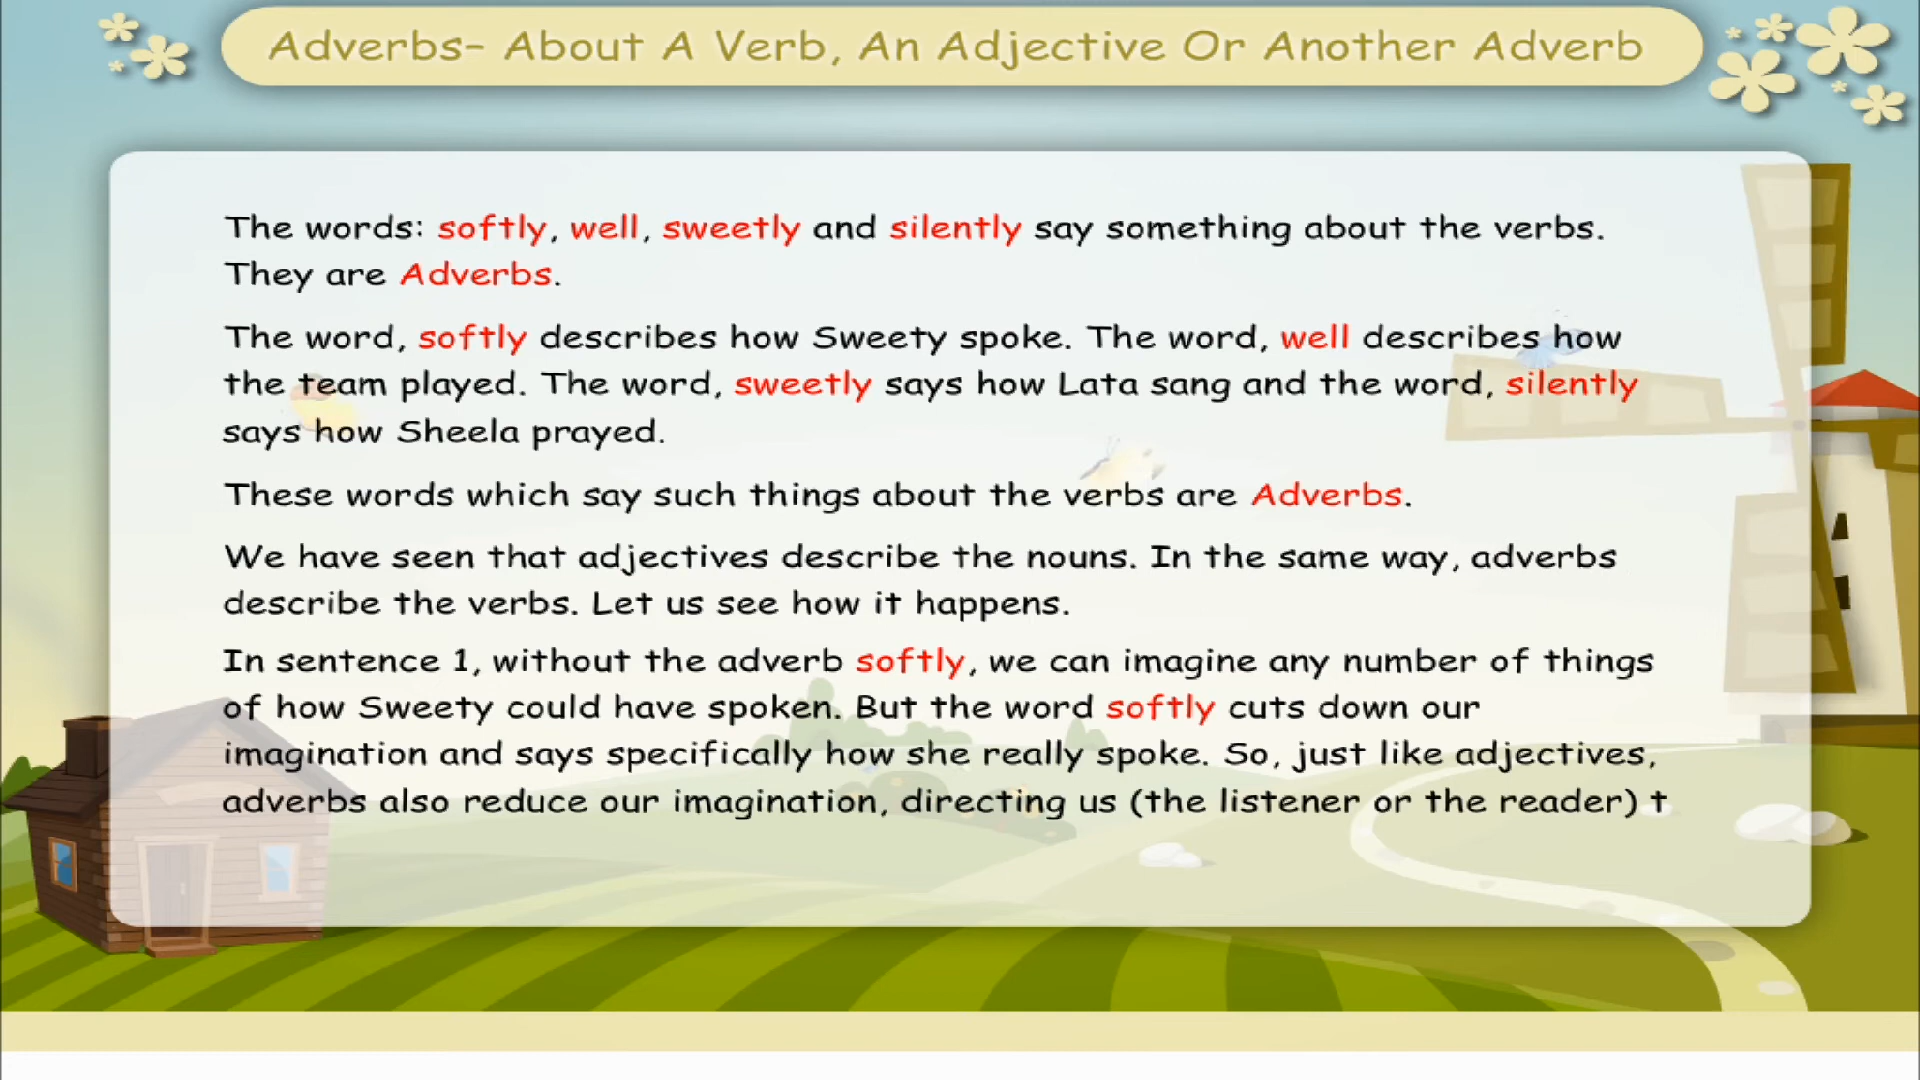 Adverbs– About A Verb, An Adjective Or Another Adverb
The words: softly, well, sweetly and silently say something about the verbs.
They are Adverbs.
The word, softly describes how Sweety spoke. The word, well describes how
the team played. The word, sweetly says how Lata sang and the word, silently
says how Sheela prayed.
These words which say such things about the verbs are Adverbs.
We have seen that adjectives describe the nouns. In the same way, adverbs
describe the verbs. Let us see how it happens.
In sentence 1, without the adverb softly, we can imagine any number of things
of how Sweety could have spoken. But the word softly cuts down our
imagination and says specifically how she really spoke. So, just like adjectives,
adverbs also reduce our imagination, directing us (the listener or the reader) t